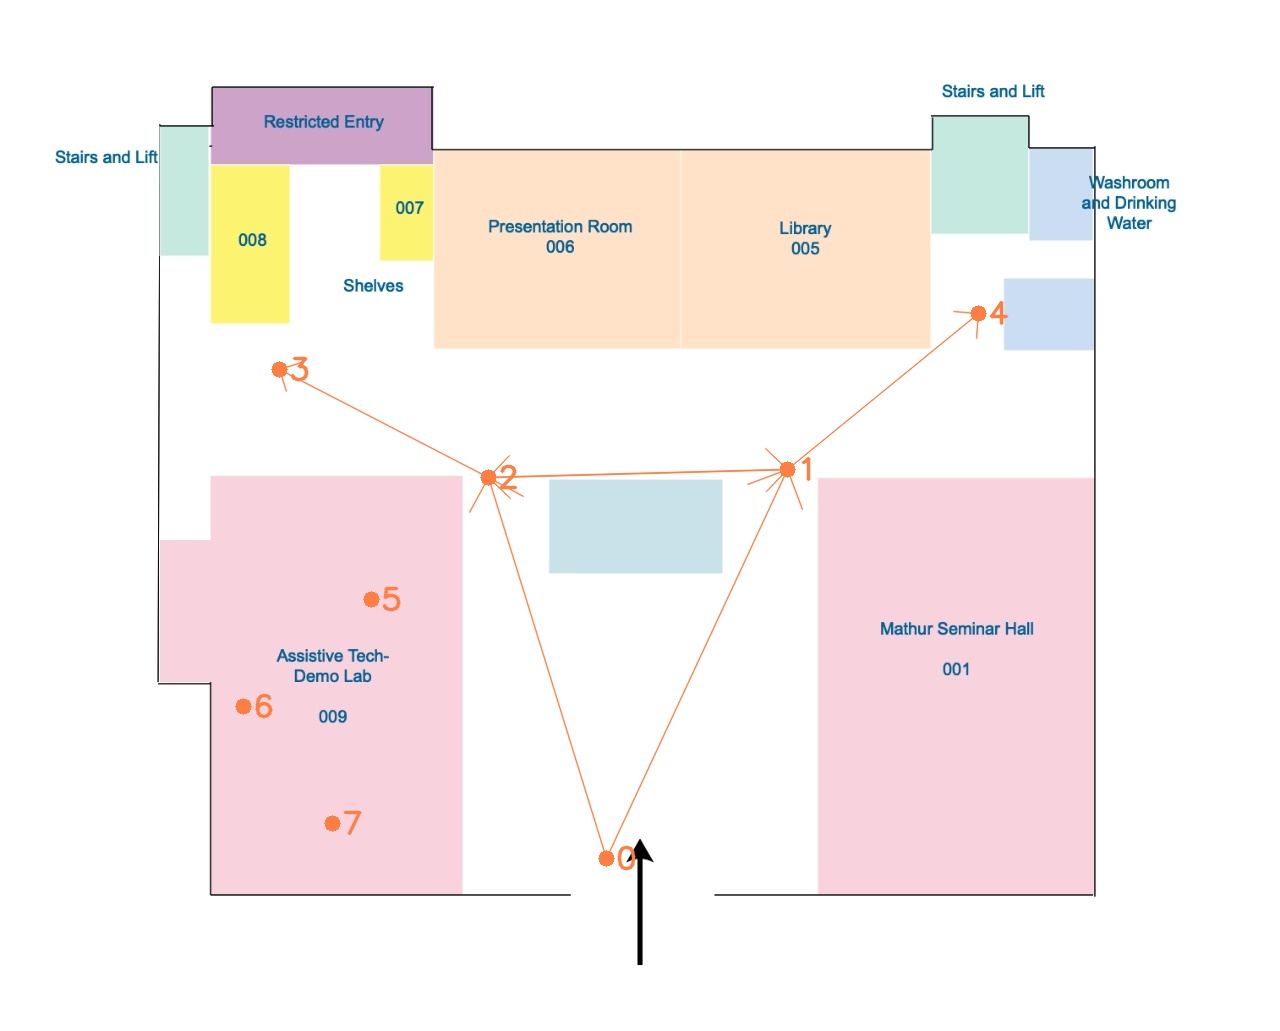 Stairs and Lift
Restricted Entry
Stairs and Lift
Washroom
and Drinking
Water
007
008
Presentation Room
006
Library
005
Shelves
4
3
2
1
5
Assistive Tech-
Demo Lab
009
Mathur Seminar Hall
001
6
7
0